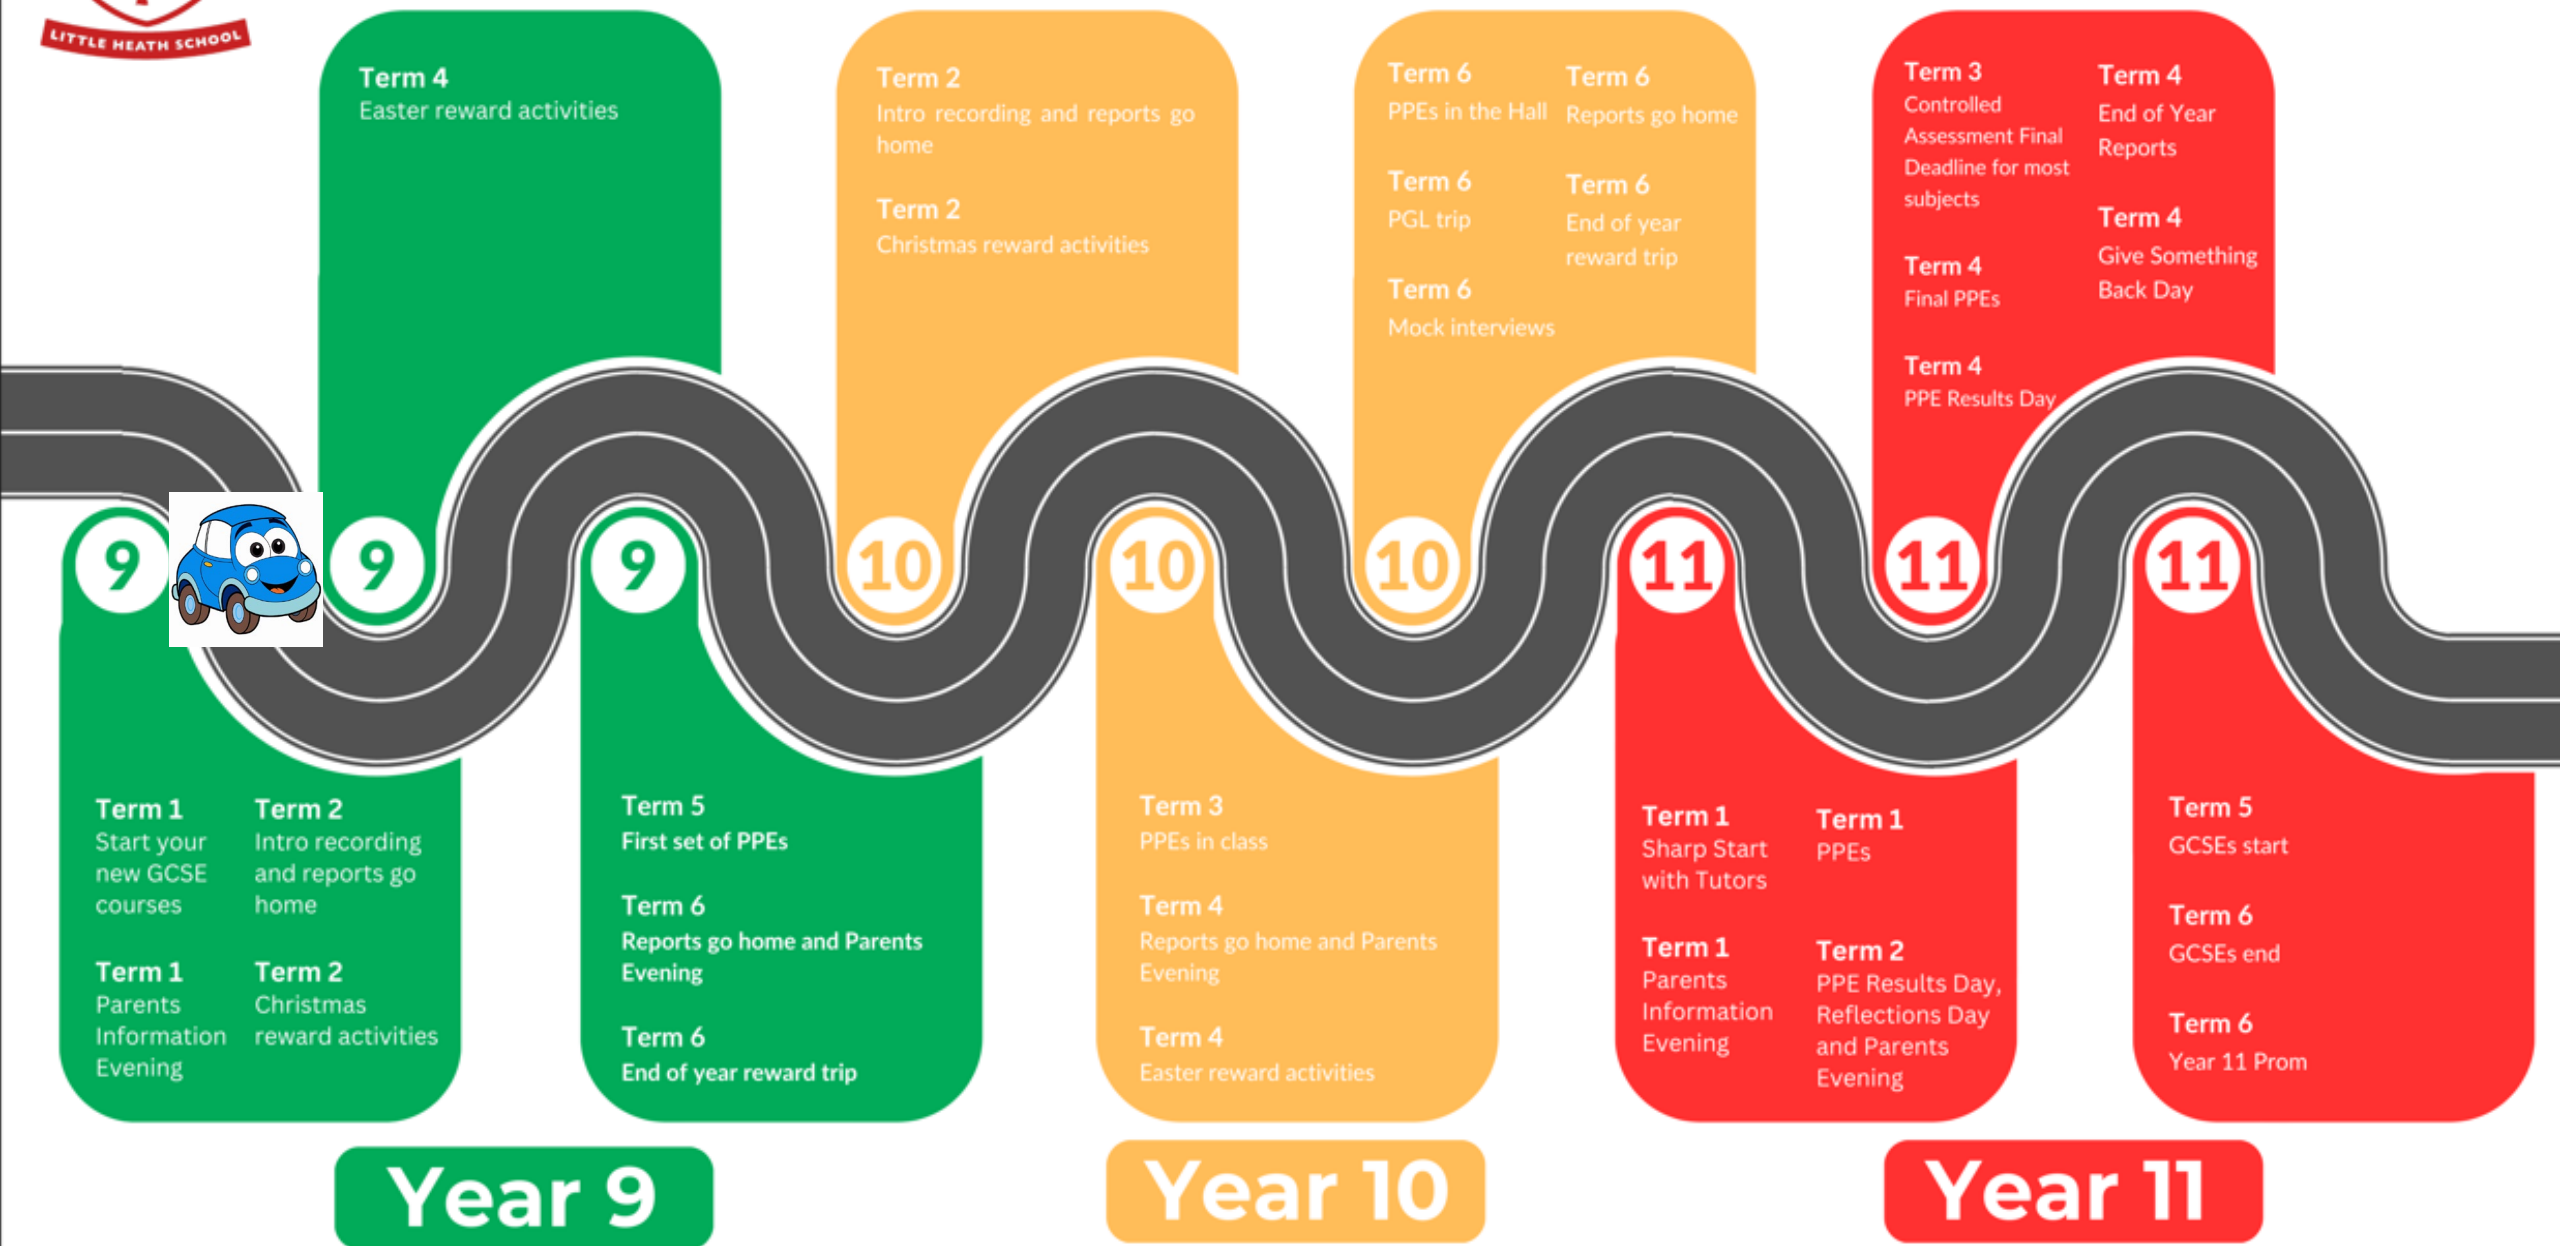 LITTLE HEATH SCHOOL
Term 4
Easter reward activities
9
Term 1
Start your
new GCSE
courses
Term 1
Parents
Information
Evening
Term 2
Intro recording
and reports go
home
Term 2
Christmas
reward activities
9
9
Term 5
First set of PPEs
Term 6
Reports go home and Parents
Evening
Term 6
End of year reward trip
Year 9
Term 2
Intro recording and reports go
home
Term 2
Christmas reward activities
10
10
Term 3
PPEs in class
Term 4
Reports go home and Parents
Evening
Term 4
Easter reward activities
Term 6
PPEs in the Hall
Term 6
PGL trip
Term 6
Mock interviews
Term 6
Reports go home
Term 6
End of year
reward trip
10
Year 10
11
Term 1
Sharp Start
with Tutors
Term 1
Parents
Information
Evening
Term 1
PPEs
Term 2
PPE Results Day,
Reflections Day
and Parents
Evening
Term 3
Controlled
Assessment Final
Deadline for most
subjects
Term 4
Final PPEs
Term 4
PPE Results Day
Term 4
End of Year
Reports
Term 4
Give Something
Back Day
11
11
Term 5
GCSEs start
Term 6
GCSEs end
Term 6
Year 11 Prom
Year 11